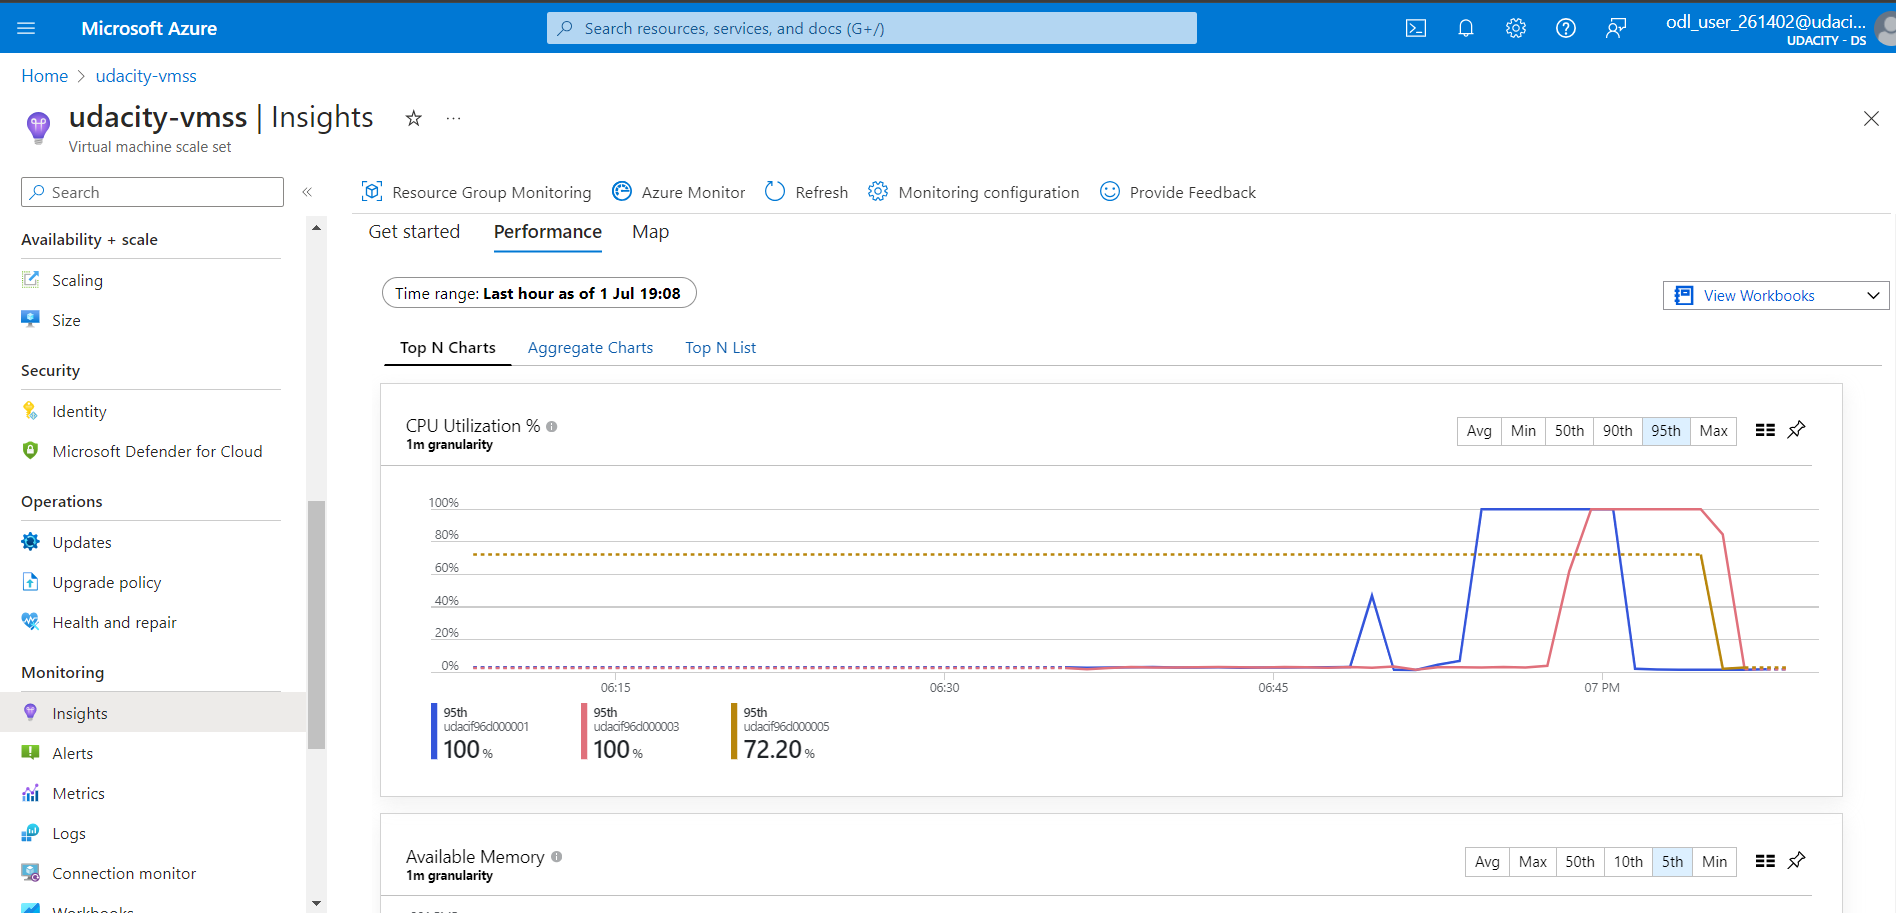 Microsoft Azure
Search resources, services, and docs (G+/)
odl_user_261402@udaci...
UDACITY - DS
Home > udacity-vmss
udacity-vmss | Insights
Virtual machine scale set
Search
Resource Group Monitoring
Azure Monitor
Refresh
Monitoring configuration
Provide Feedback
Availability + scale
Scaling
Size
Security
Identity
Microsoft Defender for Cloud
Operations
Updates
Upgrade policy
Health and repair
Monitoring
Insights
Alerts
Metrics
Logs
Connection monitor
Workbooks
Get started
Performance
Map
Time range: Last hour as of 1 Jul 19:08
View Workbooks
Top N Charts
Aggregate Charts
Top N List
CPU Utilization %
1m granularity
Avg Min 50th 90th 95th Max
100%
80%
60%
40%
20%
0%
06:15 06:30 06:45 07 PM
95th
udacif96d000001
100 %
95th
udacif96d000003
100 %
95th
udacif96d000005
72.20 %
Available Memory
1m granularity
Avg Max 50th 10th 5th Min